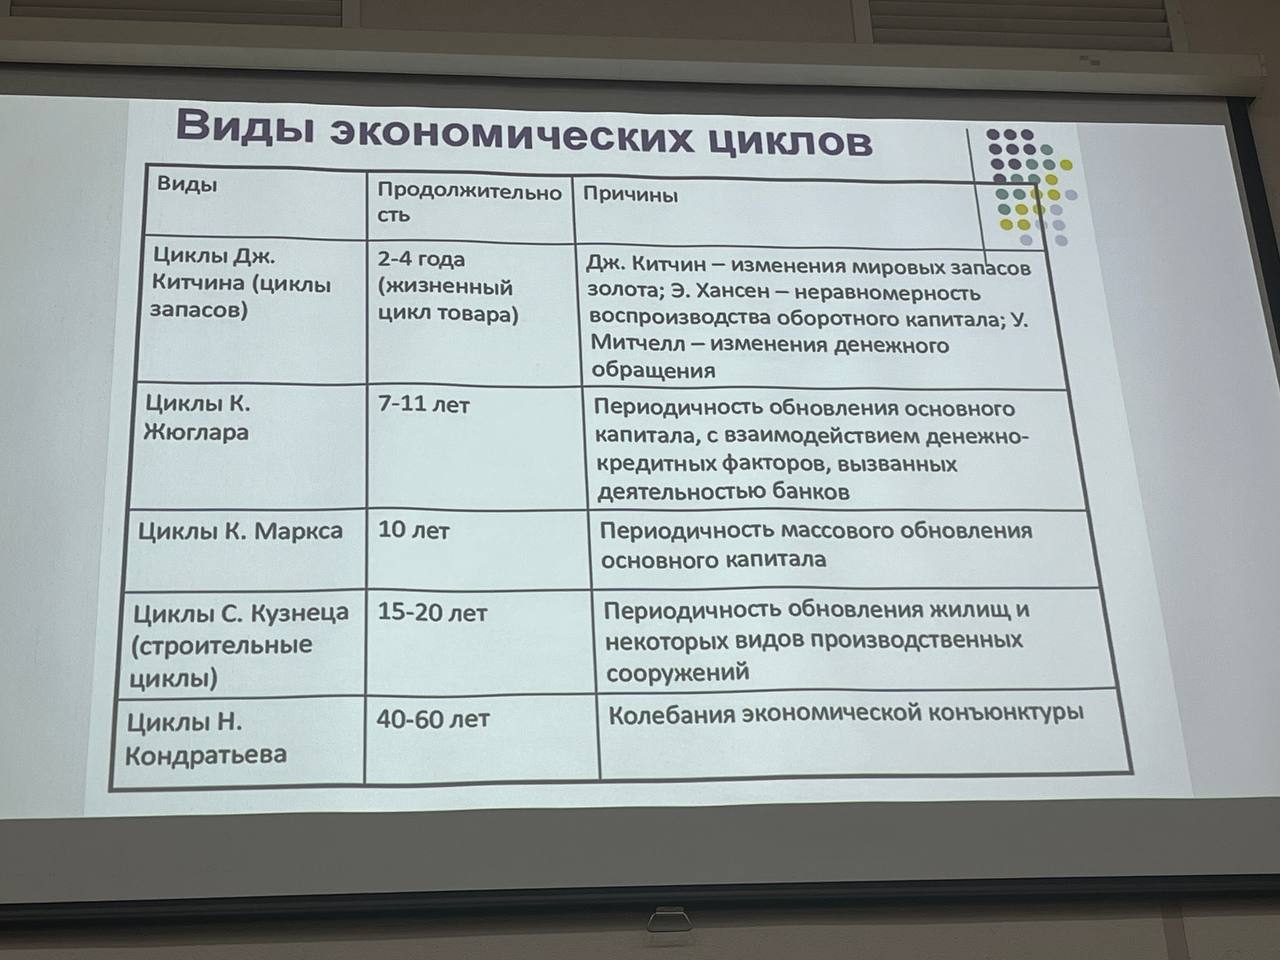 Виды экономических циклов
Виды
Продолжительно
сть
Причины
Циклы Дж.
Китчина (циклы
запасов)
2-4 года
(жизненный
цикл товара)
Дж. Китчин – изменения мировых запасов
золота; Э. Хансен – неравномерность
воспроизводства оборотного капитала; У.
Митчелл – изменения денежного
обращения
Циклы К.
Жюглара
7-11 лет
Периодичность обновления основного
капитала, с взаимодействием денежно-
кредитных факторов, вызванных
деятельностью банков
Циклы К. Маркса
10 лет
Периодичность массового обновления
основного капитала
Циклы С. Кузнеца
(строительные
циклы)
15-20 лет
Периодичность обновления жилищ и
некоторых видов производственных
сооружений
Циклы Н.
Кондратьева
40-60 лет
Колебания экономической конъюнктуры